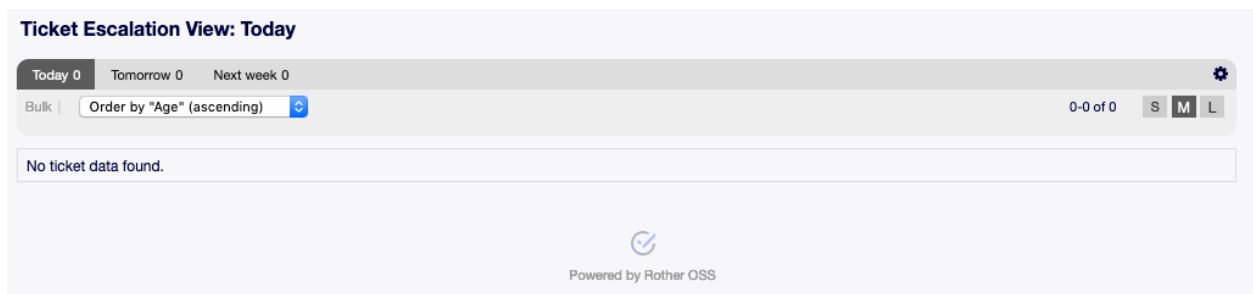 Ticket Escalation View: Today
Today 0 Tomorrow 0 Next week 0
Bulk | Order by "Age" (ascending) 0-0 of 0 S M L
No ticket data found.
Powered by Rother OSS